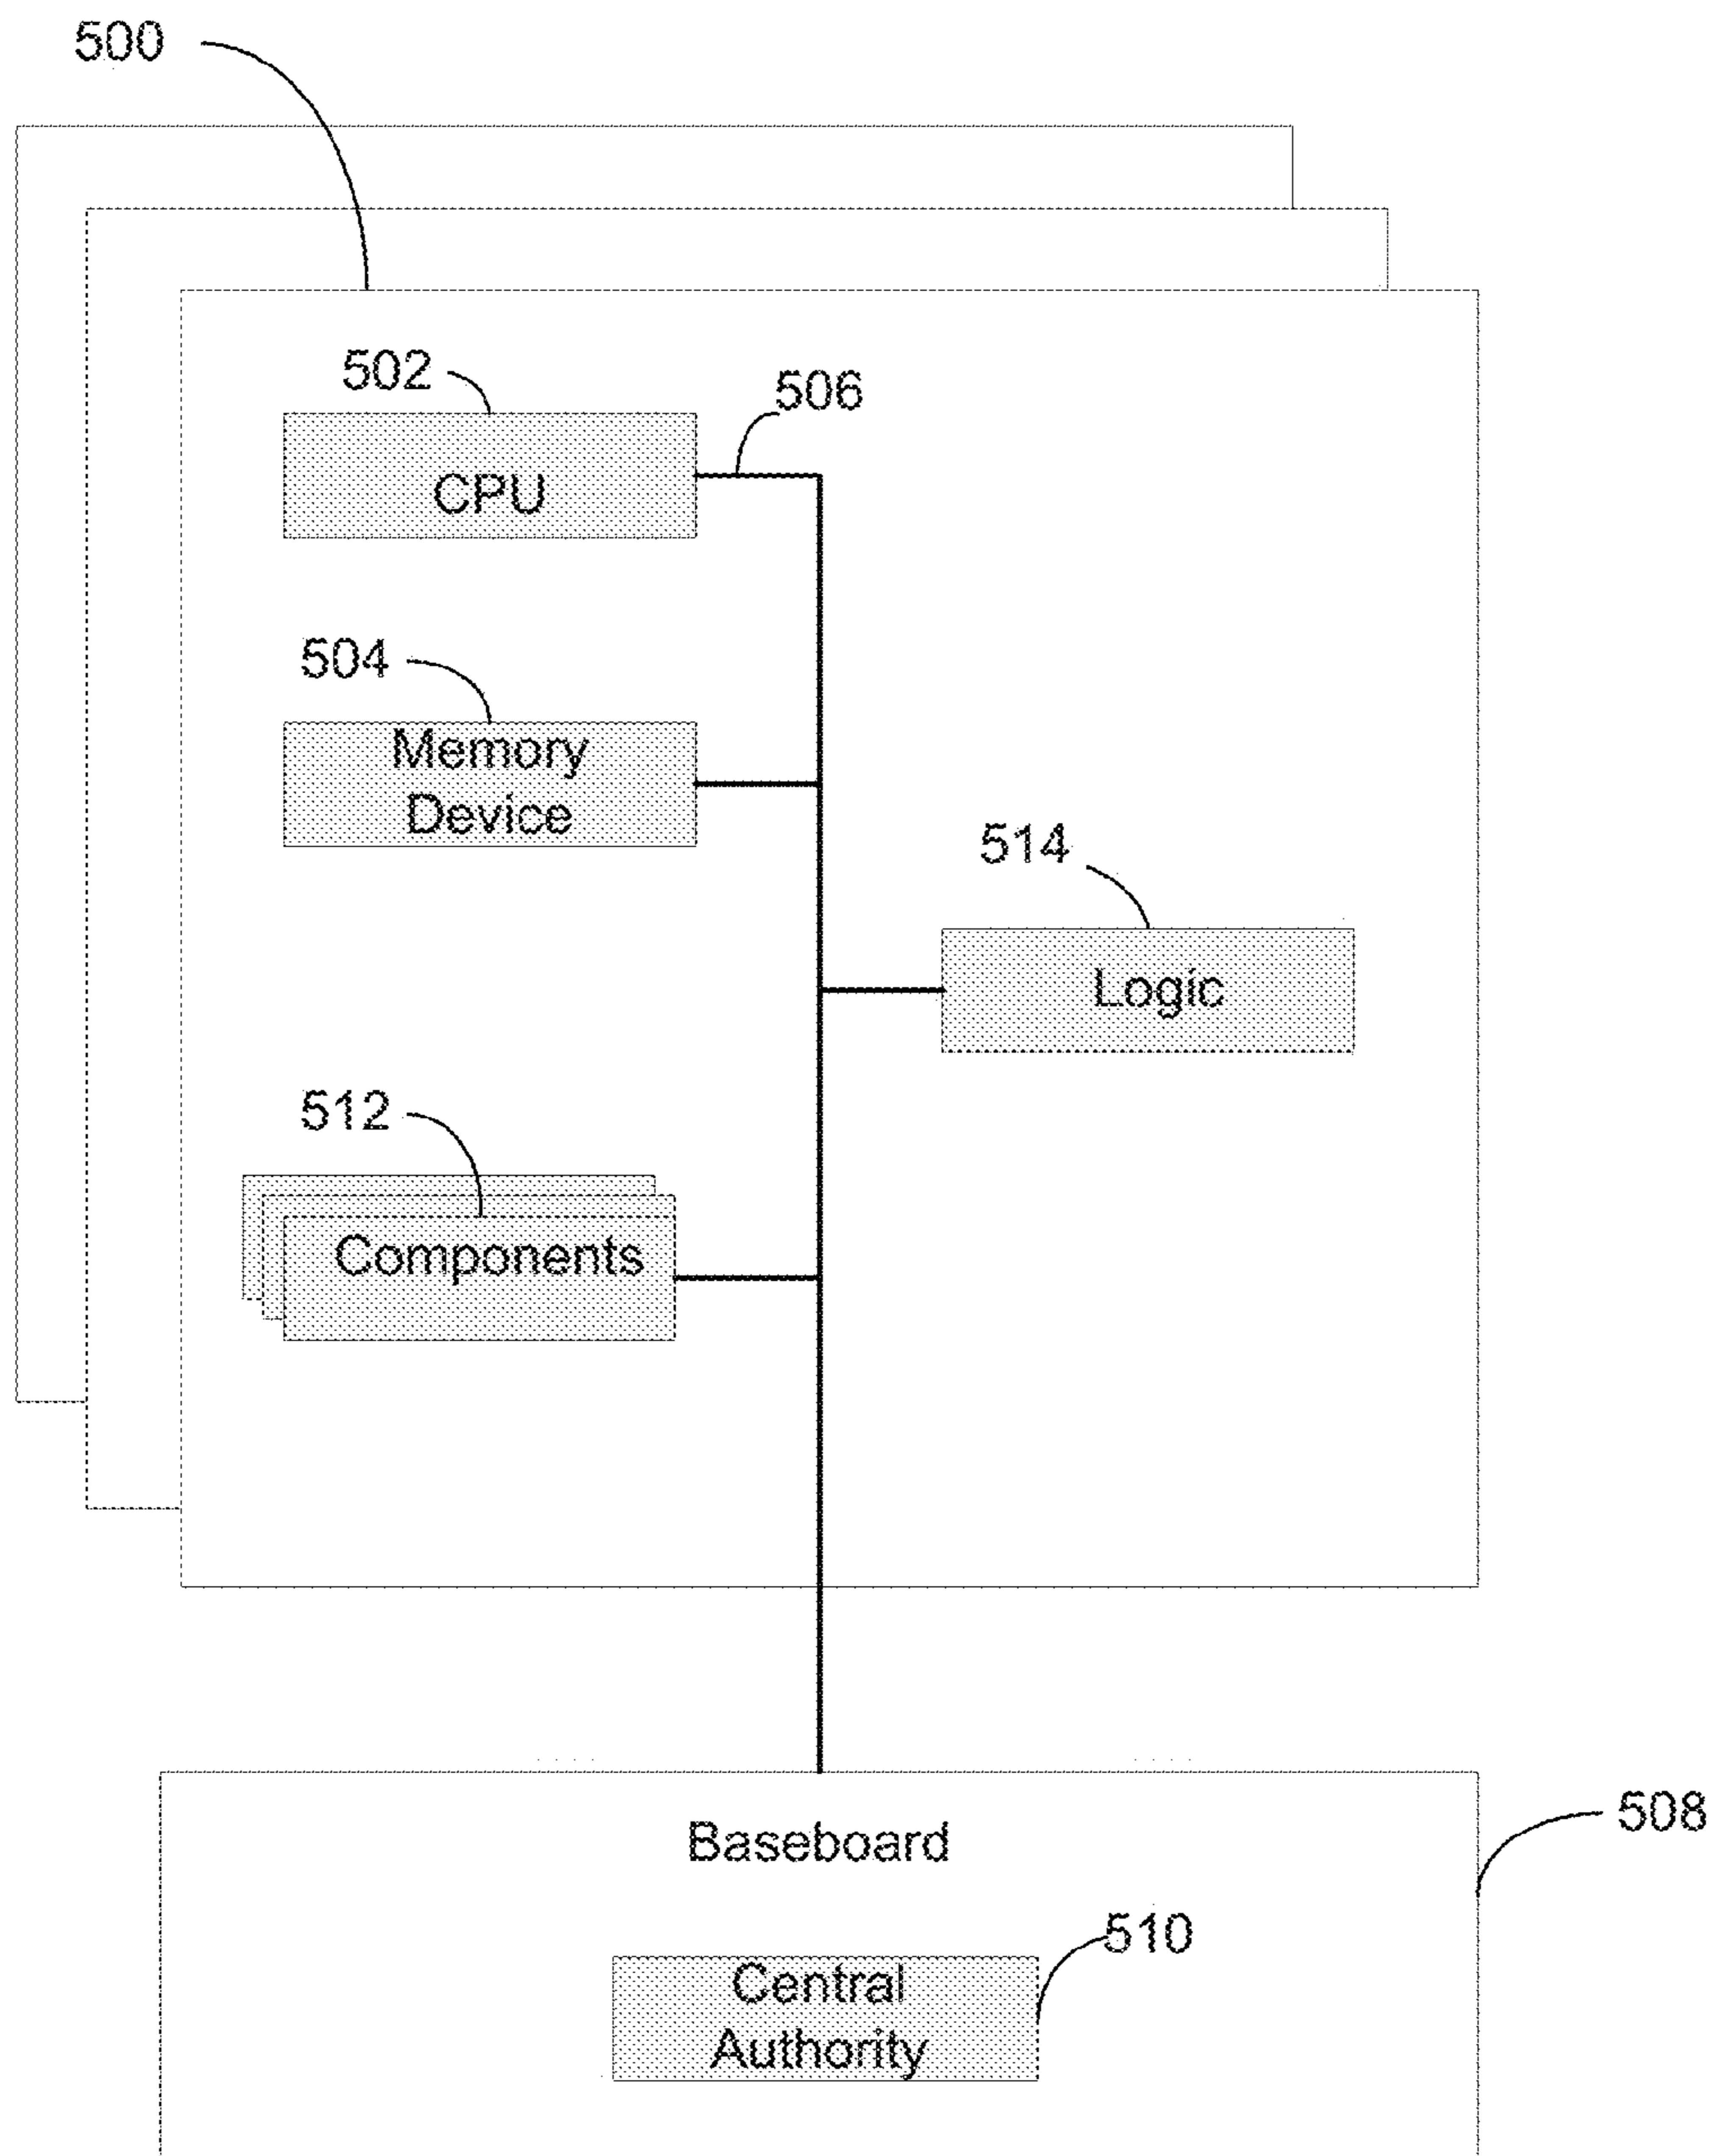 500
502
506
CPU
504
Memory
Device
514
Logic
512
Components
Baseboard
508
510
Central
Authority